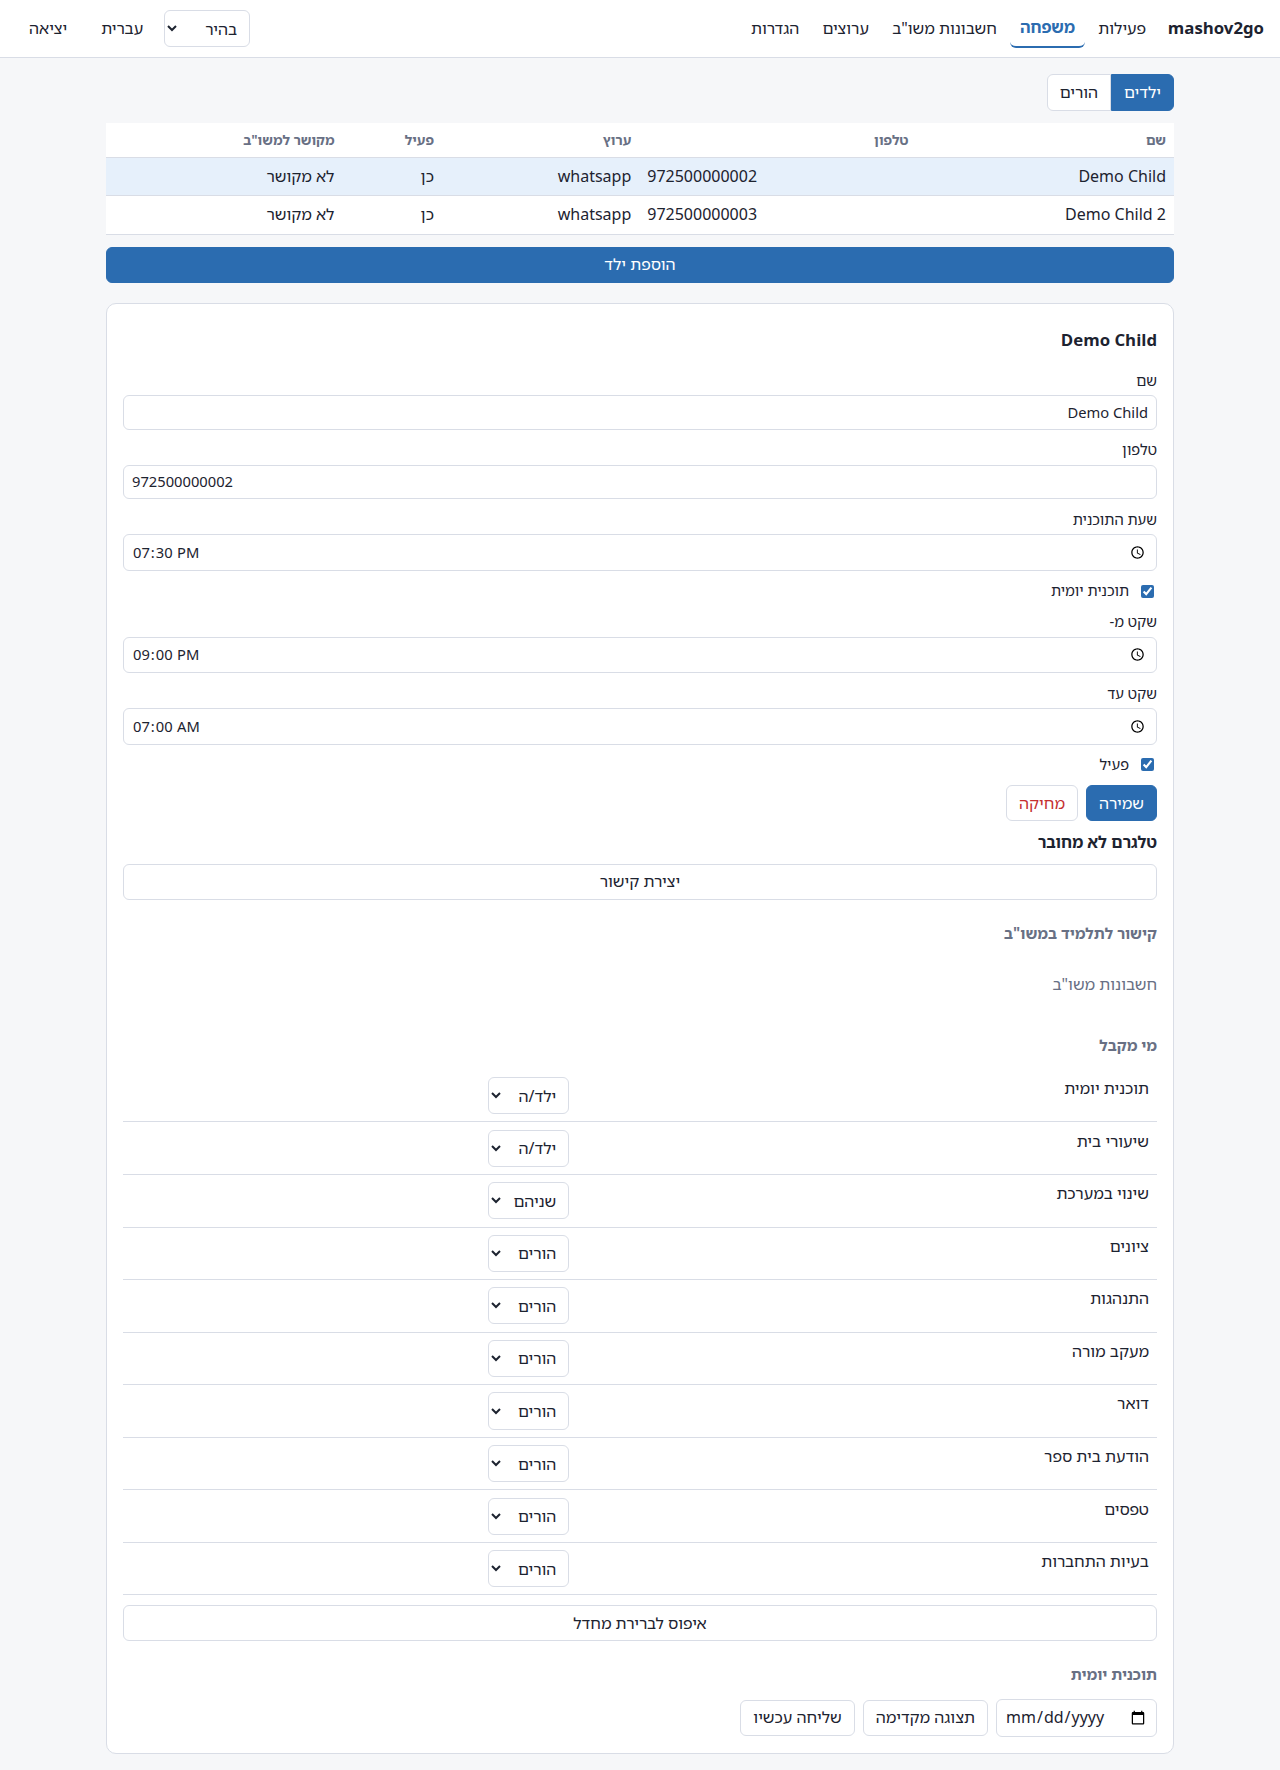 mashov2go פעילות משפחה חשבונות משו"ב ערוצים הגדרות בהיר עברית יציאה
ילדים הורים
שם טלפון ערוץ פעיל מקושר למשו"ב
Demo Child 972500000002 whatsapp כן לא מקושר
Demo Child 2 972500000003 whatsapp כן לא מקושר
הוספת ילד
Demo Child
שם
Demo Child
טלפון
972500000002
שעת התוכנית
07:30 PM
תוכנית יומית
שקט מ-
09:00 PM
שקט עד
07:00 AM
פעיל
שמירה מחיקה
טלגרם לא מחובר
יצירת קישור
קישור לתלמיד במשו"ב
חשבונות משו"ב
מי מקבל
תוכנית יומית ילד/ה
שיעורי בית ילד/ה
שינוי במערכת שניהם
ציונים הורים
התנהגות הורים
מעקב מורה הורים
דואר הורים
הודעת בית ספר הורים
טפסים הורים
בעיות התחברות הורים
איפוס לברירת מחדל
תוכנית יומית
mm/dd/yyyy תצוגה מקדימה שליחה עכשיו